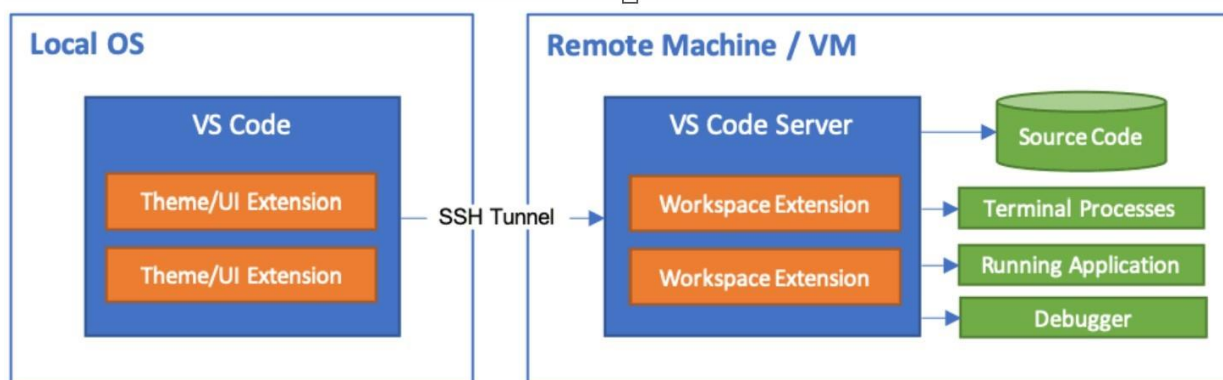 Local OS
VS Code
Theme/UI Extension
Theme/UI Extension
SSH Tunnel
Remote Machine / VM
VS Code Server
Workspace Extension
Workspace Extension
Source Code
Terminal Processes
Running Application
Debugger